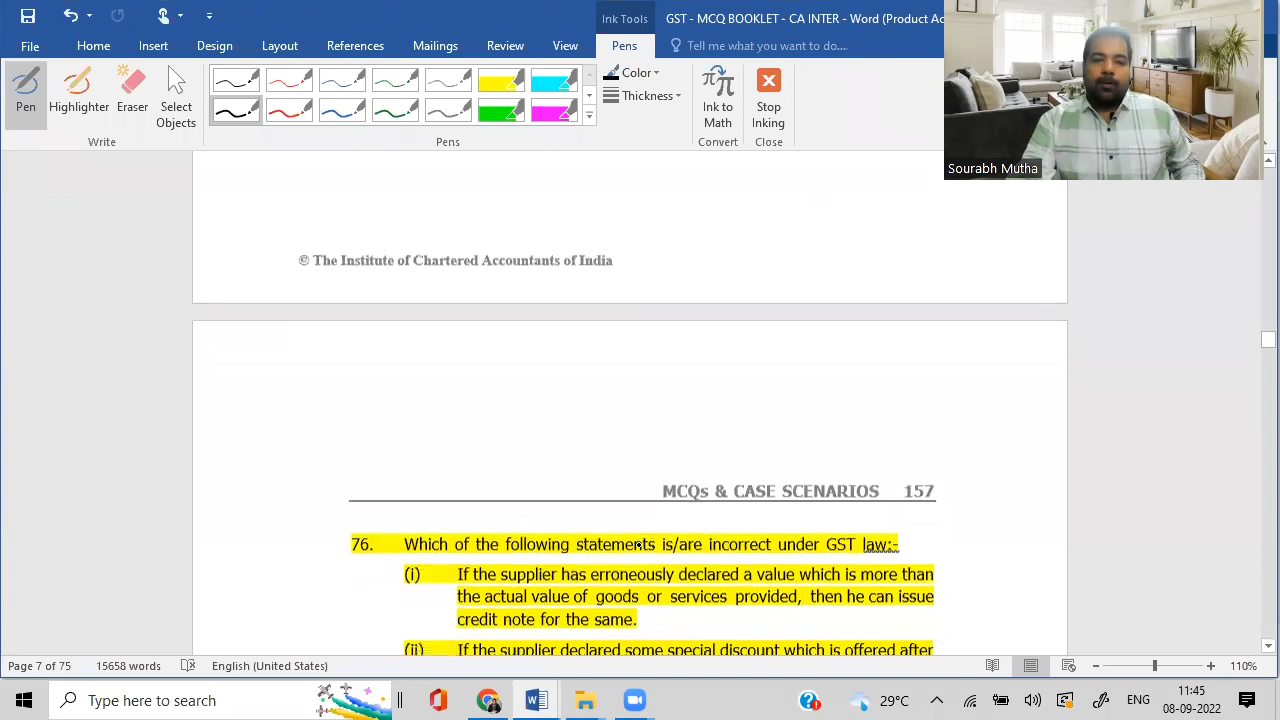 Ink Tools
GST - MCQ BOOKLET - CA INTER - Word (Product Ac
File
Home
Insert
Design
Layout
References
Mailings
Review
View
Pens
Tell me what you want to do....
Pen
Highlighter
Eraser
Select
Objects
Color
Thickness
Ink to
Math
Stop
Inking
Write
Pens
Convert
Close
Sourabh Mutha
© The Institute of Chartered Accountants of India
MCQs & CASE SCENARIOS 157
76. Which of the following statements is/are incorrect under GST law:-
(i) If the supplier has erroneously declared a value which is more than
the actual value of goods or services provided, then he can issue
credit note for the same.
(ii) If the supplier declared some special discount which is offered after
Page 7 of 75
15658 words
English (United States)
110%
Type here to search
29°C
ENG
11:45
08-09-2022